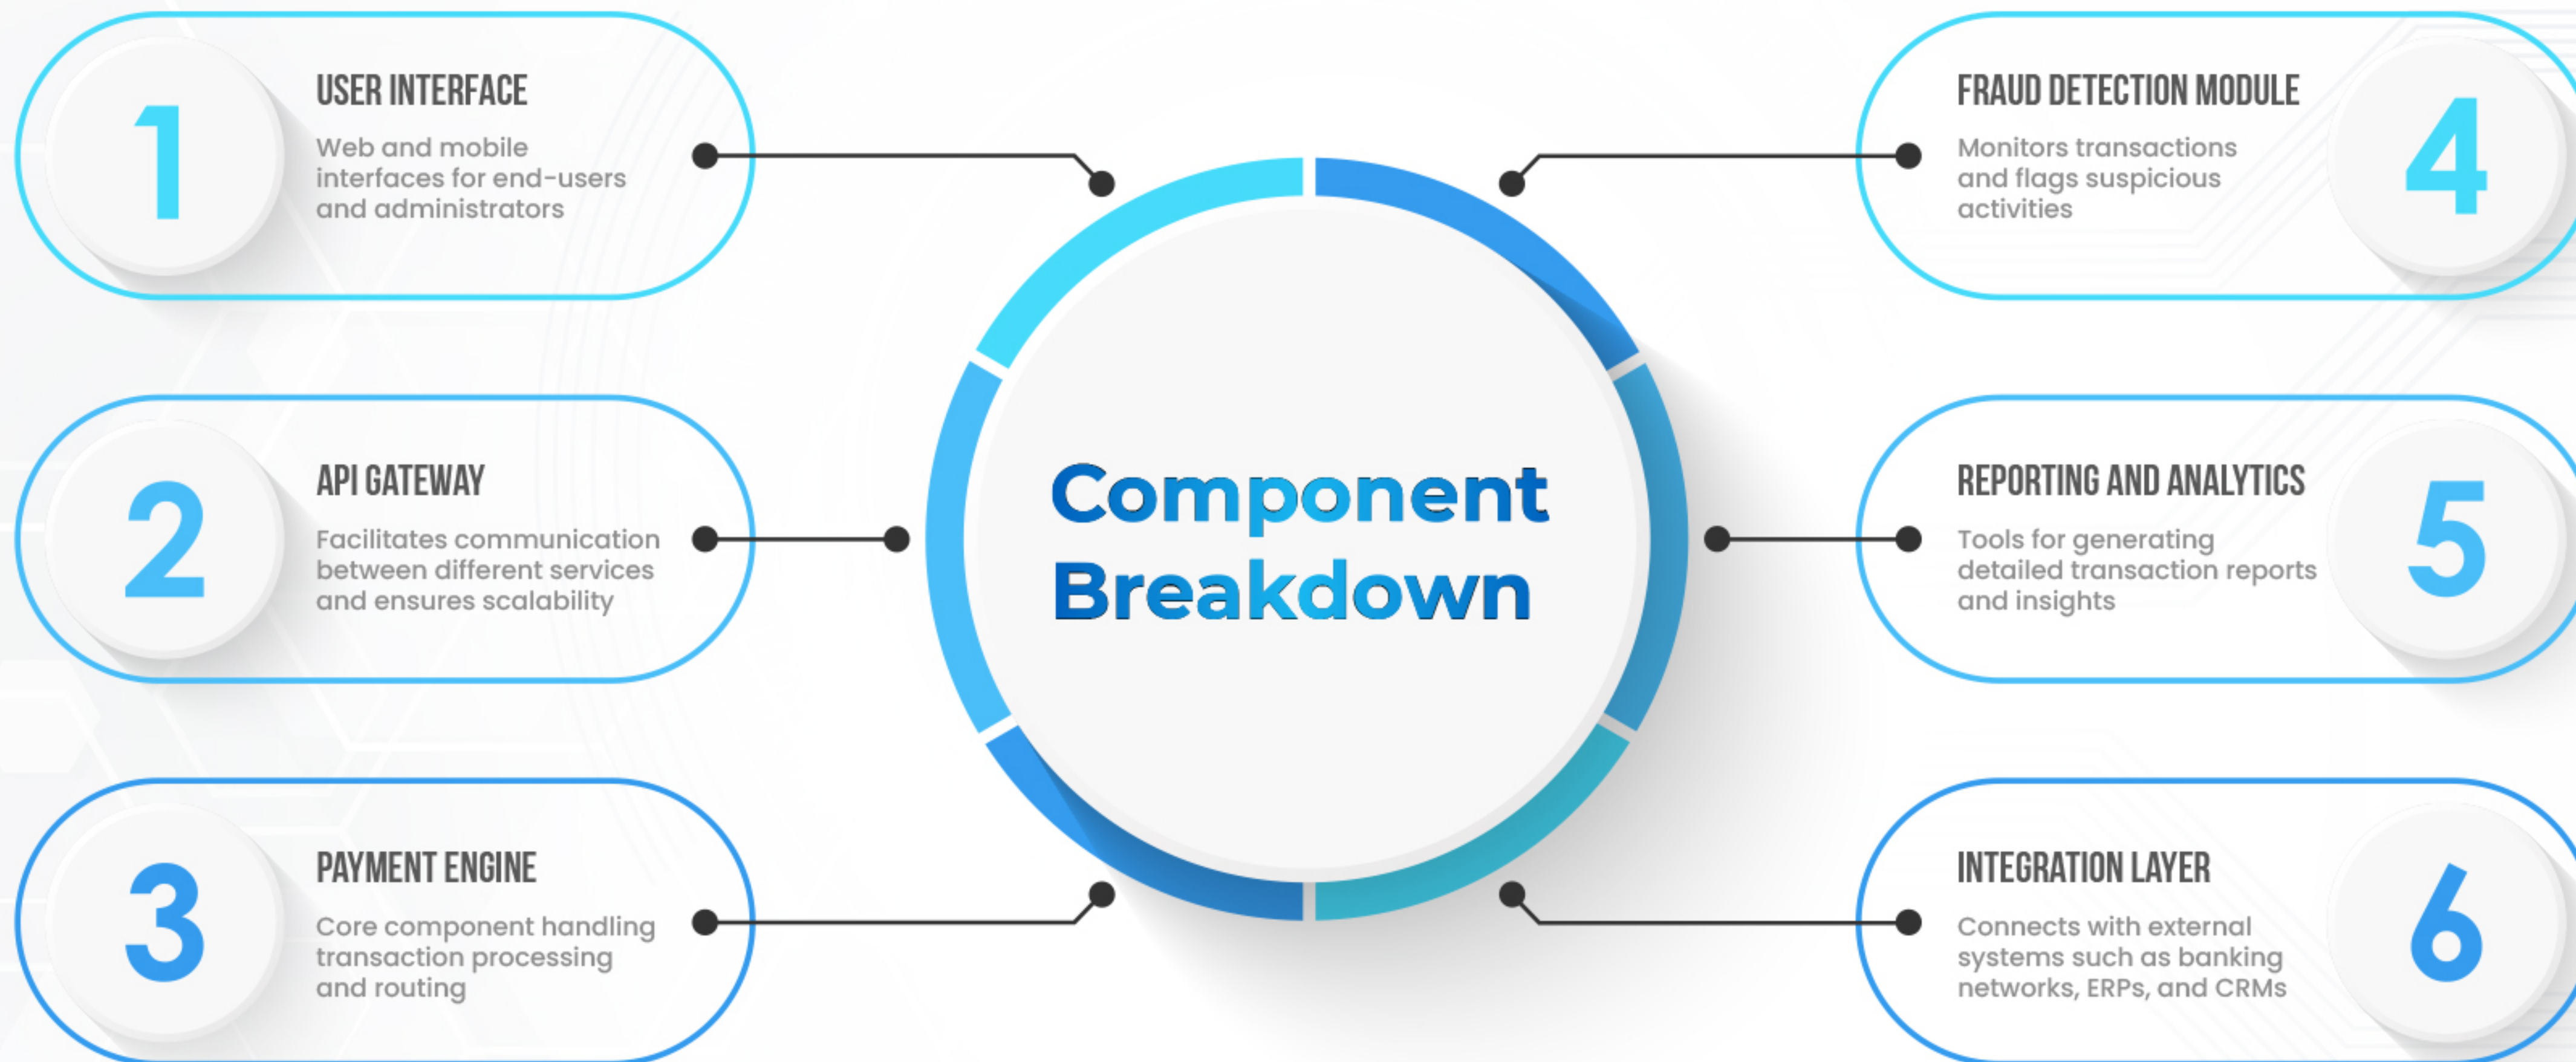 1
USER INTERFACE
Web and mobile
interfaces for end-users
and administrators
2
API GATEWAY
Facilitates communication
between different services
and ensures scalability
3
PAYMENT ENGINE
Core component handling
transaction processing
and routing
Component
Breakdown
FRAUD DETECTION MODULE
Monitors transactions
and flags suspicious
activities
4
REPORTING AND ANALYTICS
Tools for generating
detailed transaction reports
and insights
5
INTEGRATION LAYER
Connects with external
systems such as banking
networks, ERPs, and CRMs
6